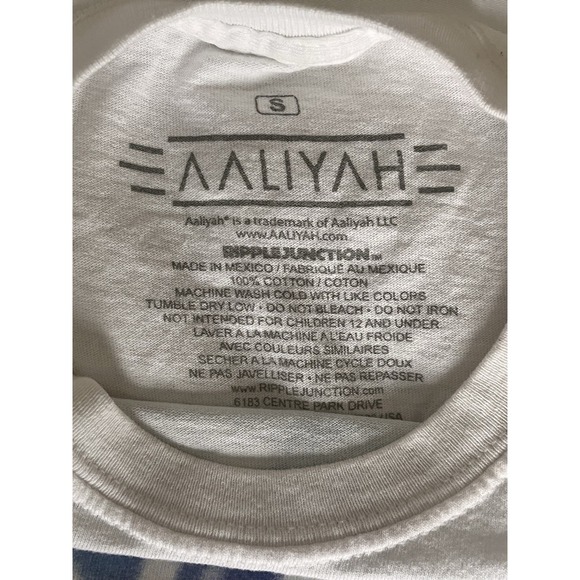 S
AALIYAH
Aaliyah® is a trademark of Aaliyah LLC
www.AALIYAH.com
RIPPLE JUNCTION™
MADE IN MEXICO / FABRIQUÉ AU MEXIQUE
100% COTTON / COTON
MACHINE WASH COLD WITH LIKE COLORS
TUMBLE DRY LOW • DO NOT BLEACH • DO NOT IRON
NOT INTENDED FOR CHILDREN 12 AND UNDER
LAVER A LA MACHINE À L'EAU FROIDE
AVEC COULEURS SIMILAIRES
SECHER A LA MACHINE CYCLE DOUX
NE PAS JAVELLISER • NE PAS REPASSER
www.RIPPLEJUNCTION.com
6183 CENTRE PARK DRIVE
USA